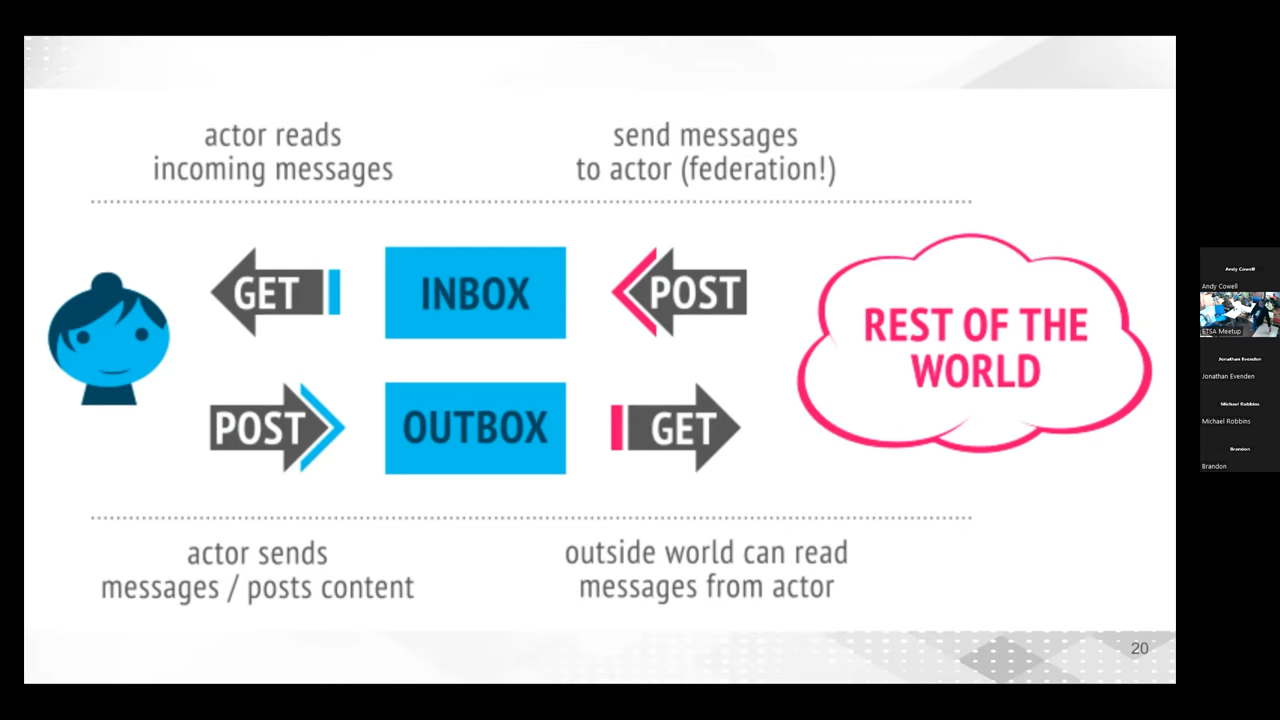 actor reads
incoming messages
send messages
to actor (federation!)
GET
INBOX
POST
REST OF THE
WORLD
POST
OUTBOX
GET
actor sends
messages / posts content
outside world can read
messages from actor
20
Andy Cowell
Andy Cowell
ETSA Meetup
Jonathan Evenden
Jonathan Evenden
Michael Robbins
Michael Robbins
Brandon
Brandon